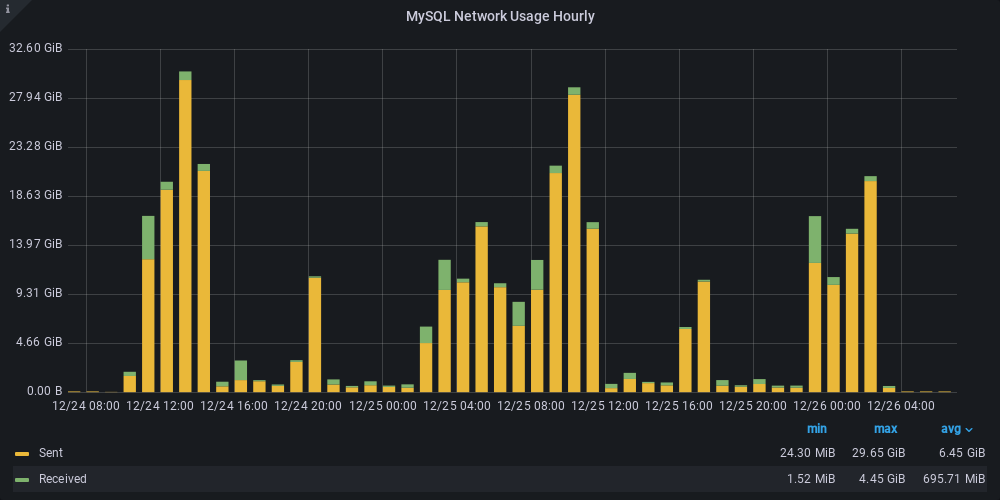 i
MySQL Network Usage Hourly
32.60 GiB
27.94 GiB
23.28 GiB
18.63 GiB
13.97 GiB
9.31 GiB
4.66 GiB
0.00 B
12/24 08:00 12/24 12:00 12/24 16:00 12/24 20:00 12/25 00:00 12/25 04:00 12/25 08:00 12/25 12:00 12/25 16:00 12/25 20:00 12/26 00:00 12/26 04:00
min max avg
Sent 24.30 MiB 29.65 GiB 6.45 GiB
Received 1.52 MiB 4.45 GiB 695.71 MiB